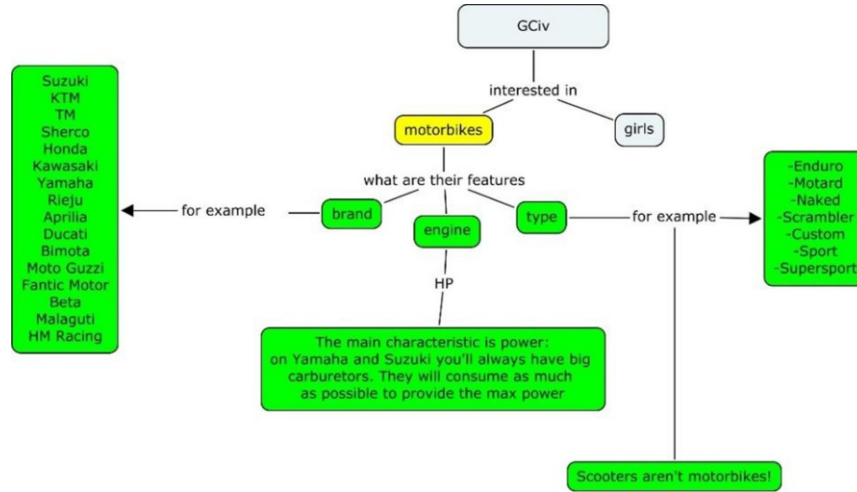 GCiv
interested in
motorbikes
girls
what are their features
brand
engine
type
for example
Suzuki
KTM
TM
Sherco
Honda
Kawasaki
Yamaha
Rieju
Aprilia
Ducati
Bimota
Moto Guzzi
Fantic Motor
Beta
Malaguti
HM Racing
for example
-Enduro
-Motard
-Naked
-Scrambler
-Custom
-Sport
-Supersport
HP
The main characteristic is power:
on Yamaha and Suzuki you'll always have big
carburetors. They will consume as much
as possible to provide the max power
Scooters aren't motorbikes!